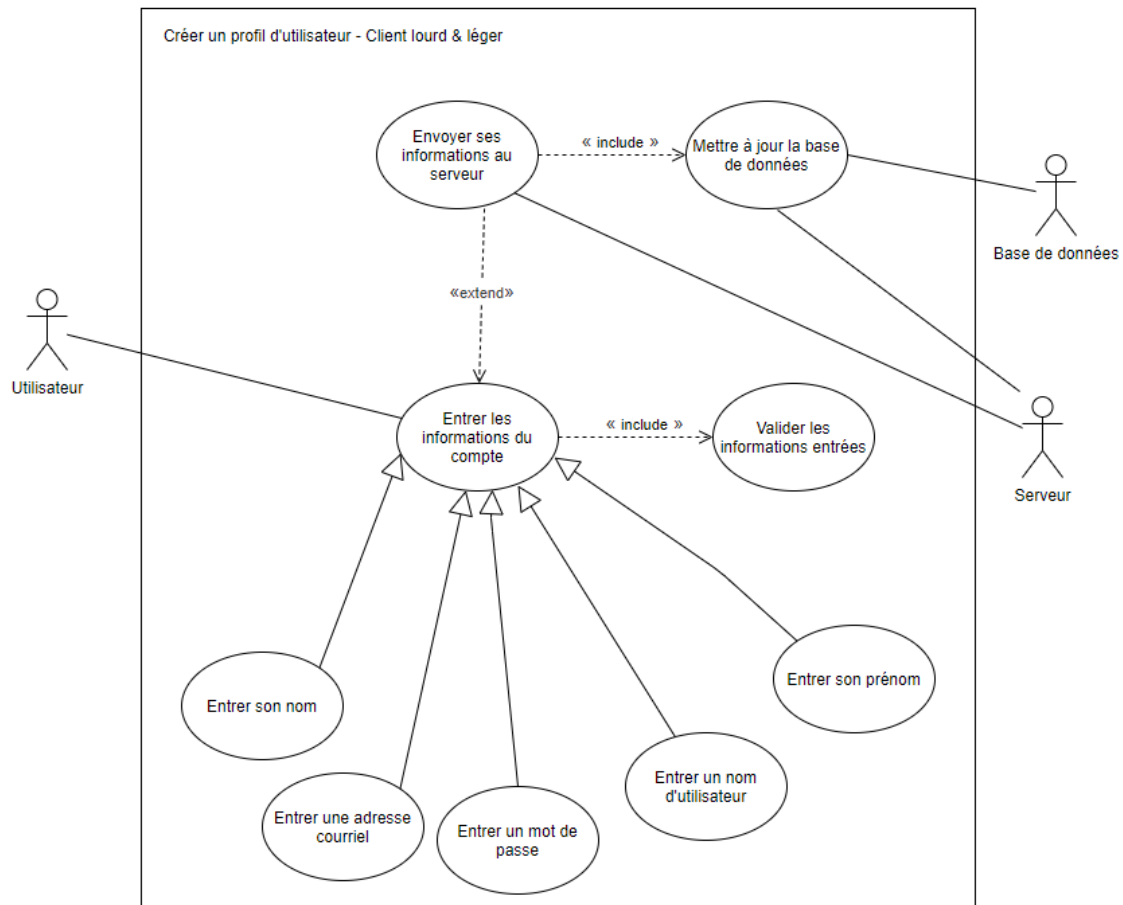 Créer un profil d'utilisateur - Client lourd & léger
Envoyer ses
informations au
serveur
« include »
Mettre à jour la base
de données
Base de données
«extend»
Utilisateur
Entrer les
informations du
compte
« include »
Valider les
informations entrées
Serveur
Entrer son prénom
Entrer son nom
Entrer un nom
d'utilisateur
Entrer une adresse
courriel
Entrer un mot de
passe